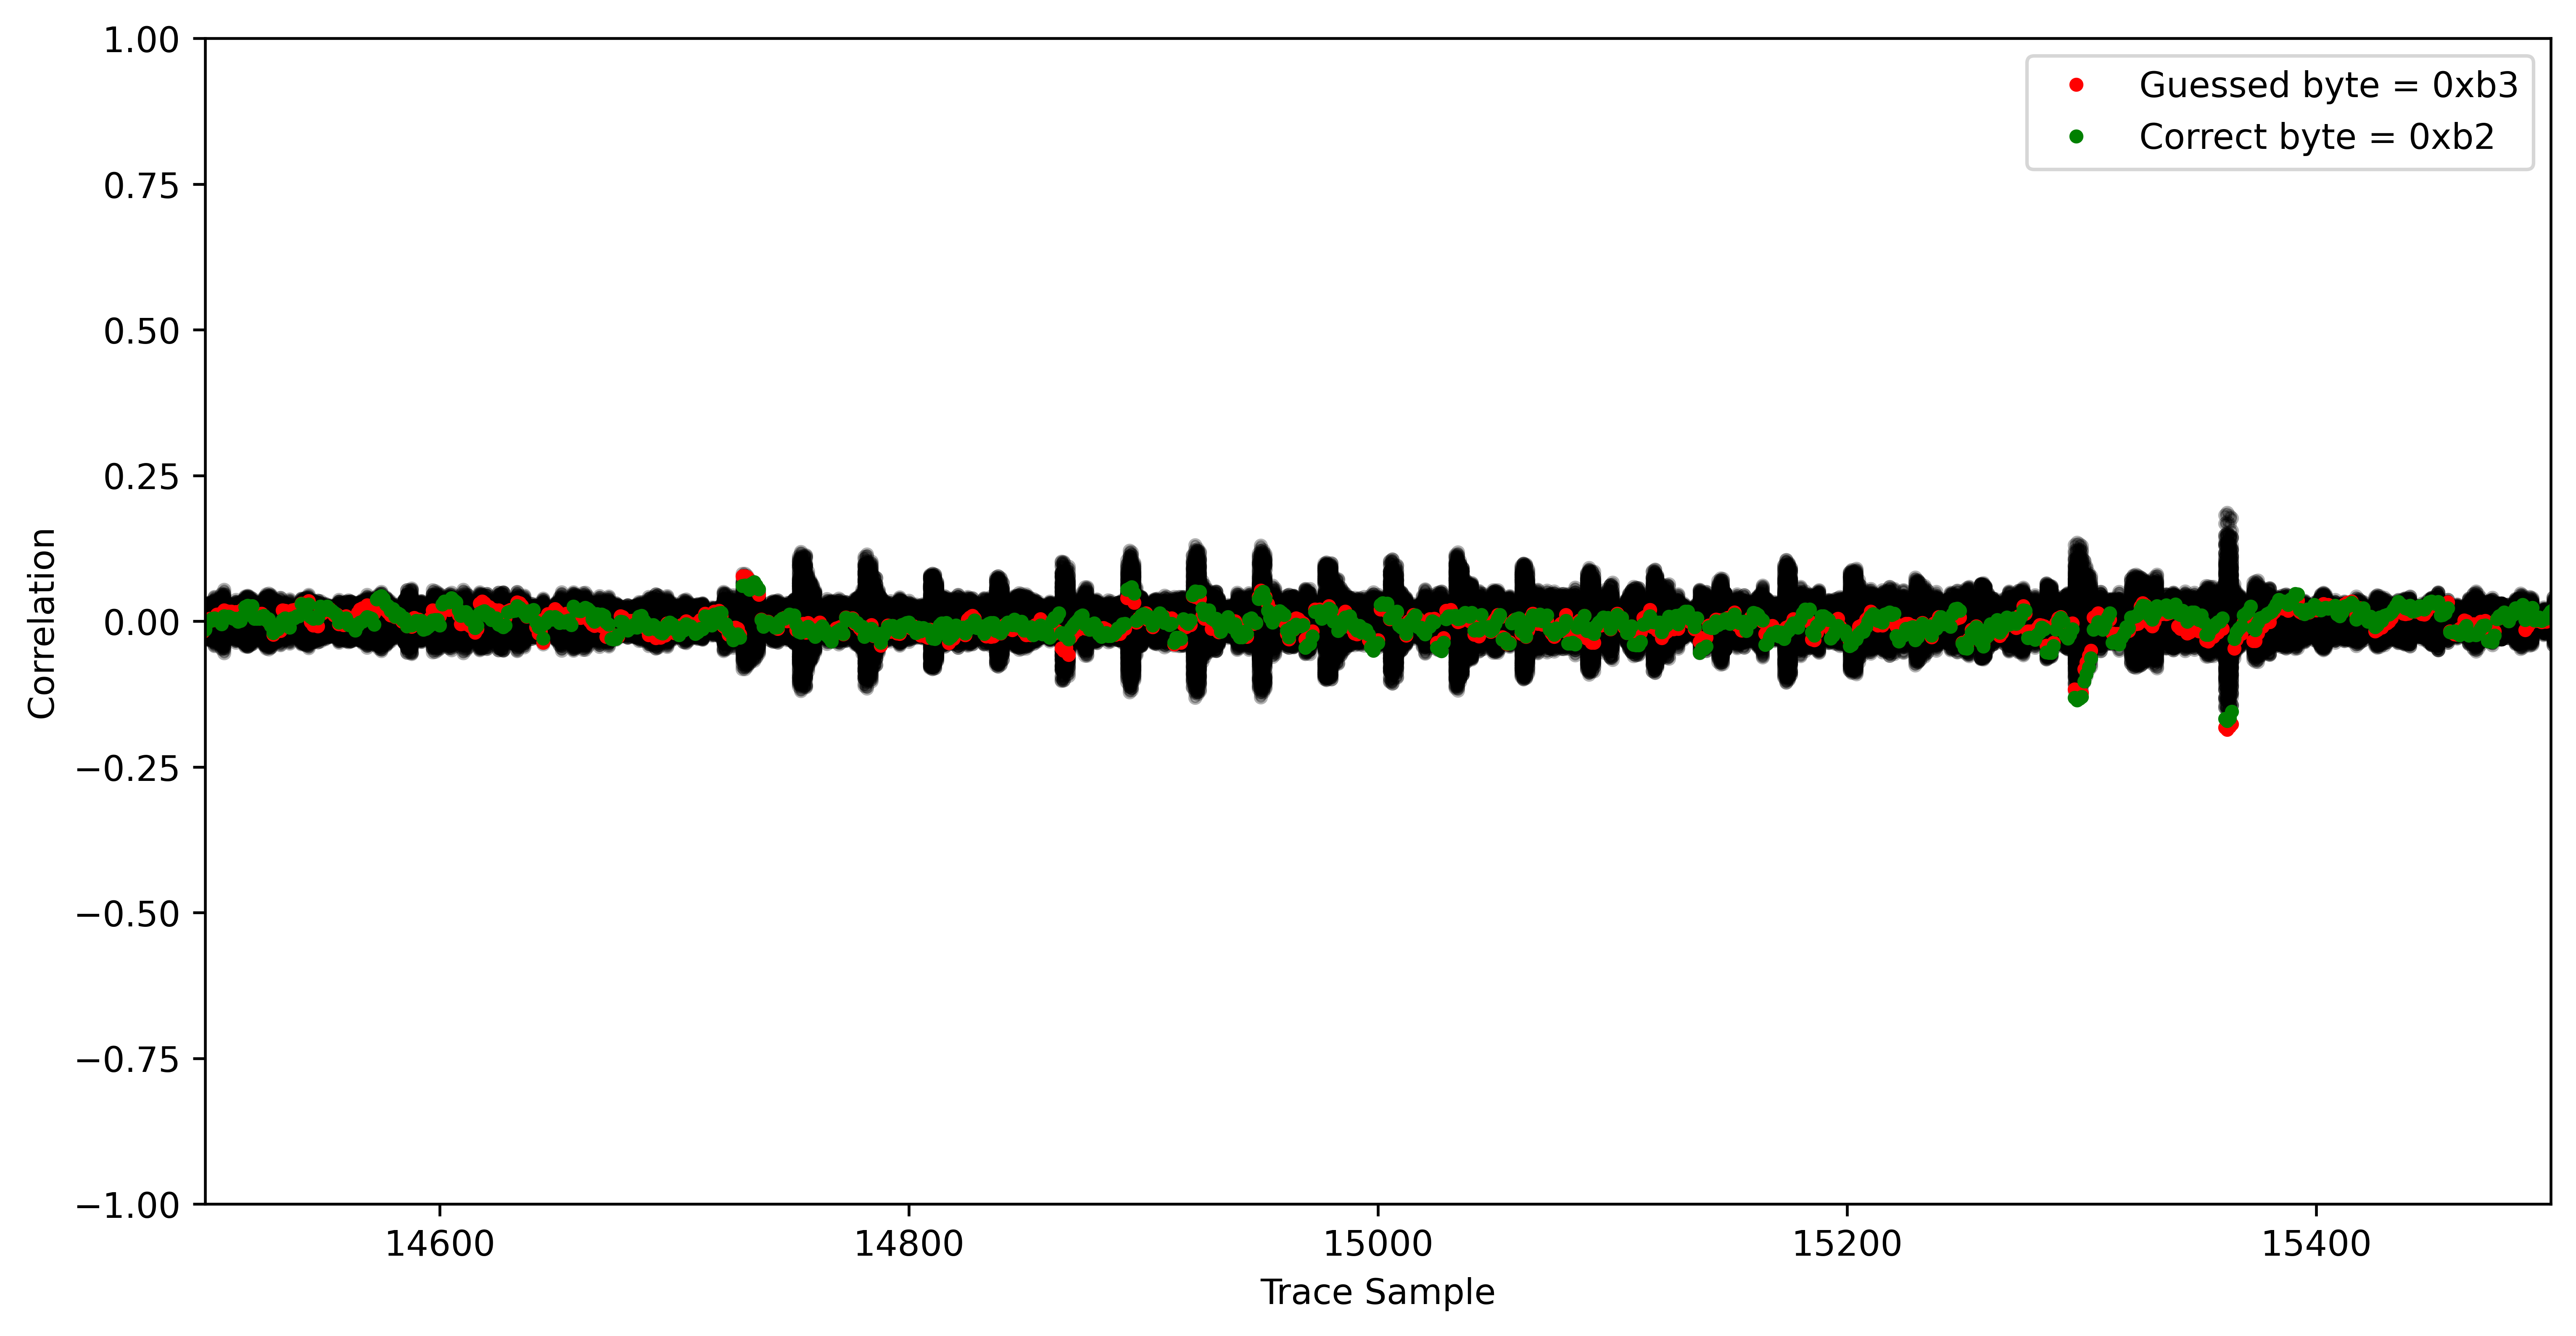 1.00
0.75
0.50
0.25
0.00
−0.25
−0.50
−0.75
−1.00
Correlation
Guessed byte = 0xb3
Correct byte = 0xb2
14600 14800 15000 15200 15400
Trace Sample